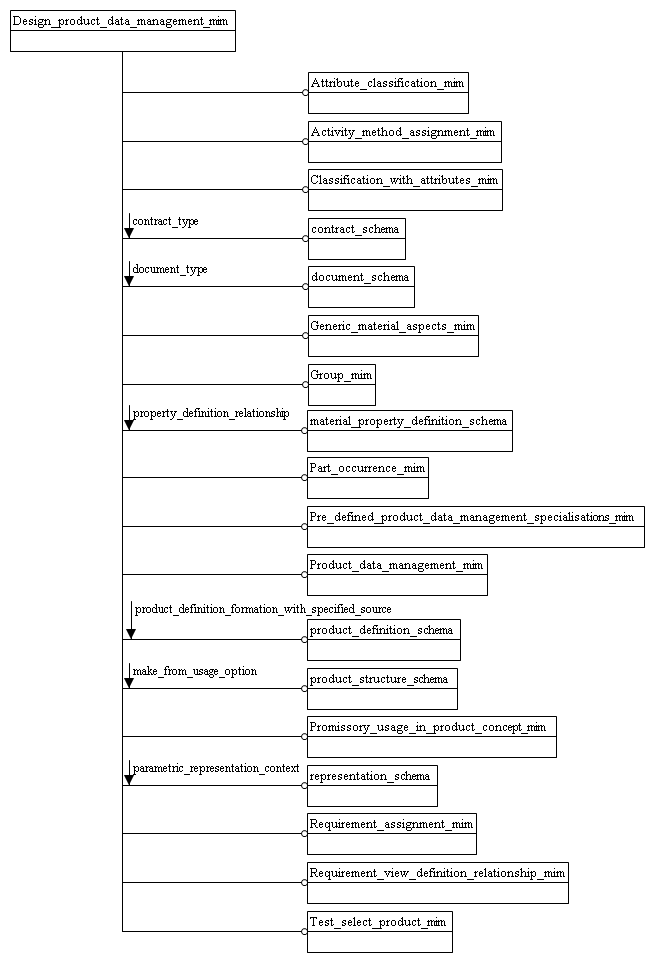 Design_product_data_management_mim
Attribute_classification_mim
Activity_method_assignment_mim
Classification_with_attributes_mim
contract_type
contract_schema
document_type
document_schema
Generic_material_aspects_mim
Group_mim
property_definition_relationship
material_property_definition_schema
Part_occurrence_mim
Pre_defined_product_data_management_specialisations_mim
Product_data_management_mim
product_definition_formation_with_specified_source
product_definition_schema
make_from_usage_option
product_structure_schema
Promissory_usage_in_product_concept_mim
parametric_representation_context
representation_schema
Requirement_assignment_mim
Requirement_view_definition_relationship_mim
Test_select_product_mim